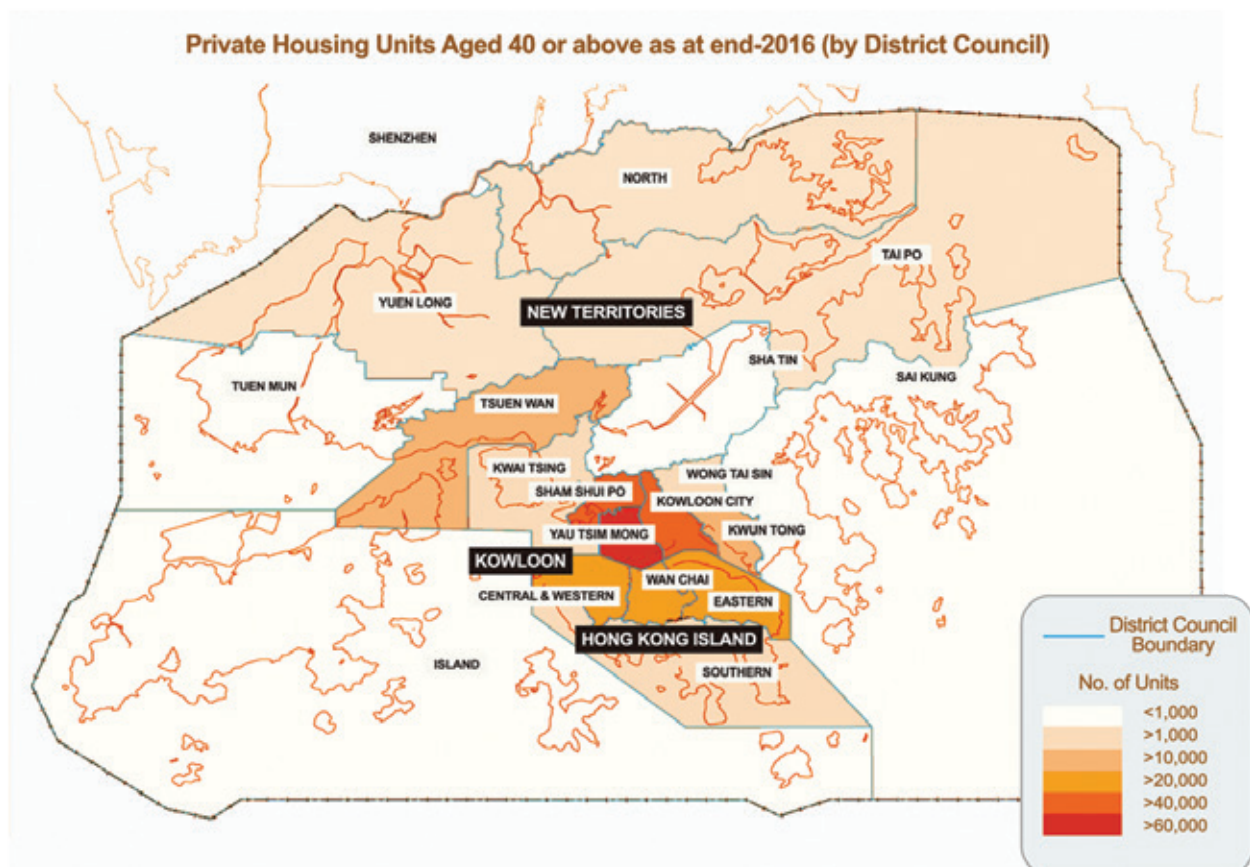 Private Housing Units Aged 40 or above as at end-2016 (by District Council)
SHENZHEN
NORTH
TAI PO
YUEN LONG
NEW TERRITORIES
SHA TIN
SAI KUNG
TUEN MUN
TSUEN WAN
KWAI TSING
WONG TAI SIN
SHAM SHUI PO
KOWLOON CITY
YAU TSIM MONG
KWUN TONG
KOWLOON
WAN CHAI
CENTRAL & WESTERN
EASTERN
HONG KONG ISLAND
ISLAND
SOUTHERN
District Council
Boundary
No. of Units
<1,000
>1,000
>10,000
>20,000
>40,000
>60,000